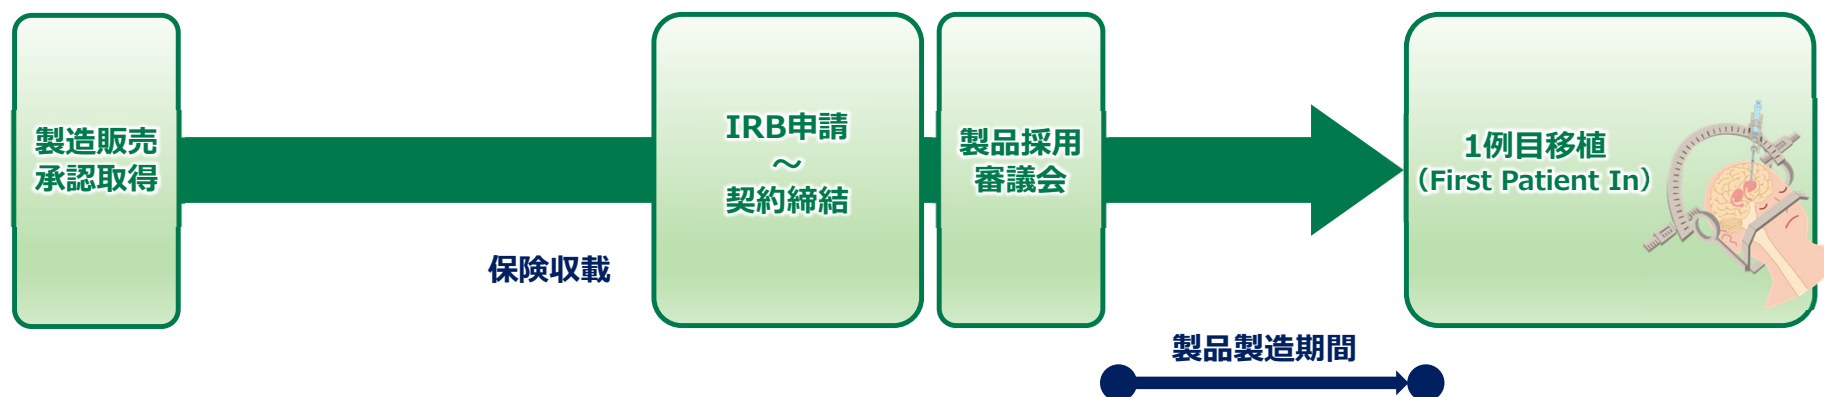 製造販売
承認取得
保険収載
IRB申請
～
契約締結
製品採用
審議会
1例目移植
（First Patient In）
製品製造期間